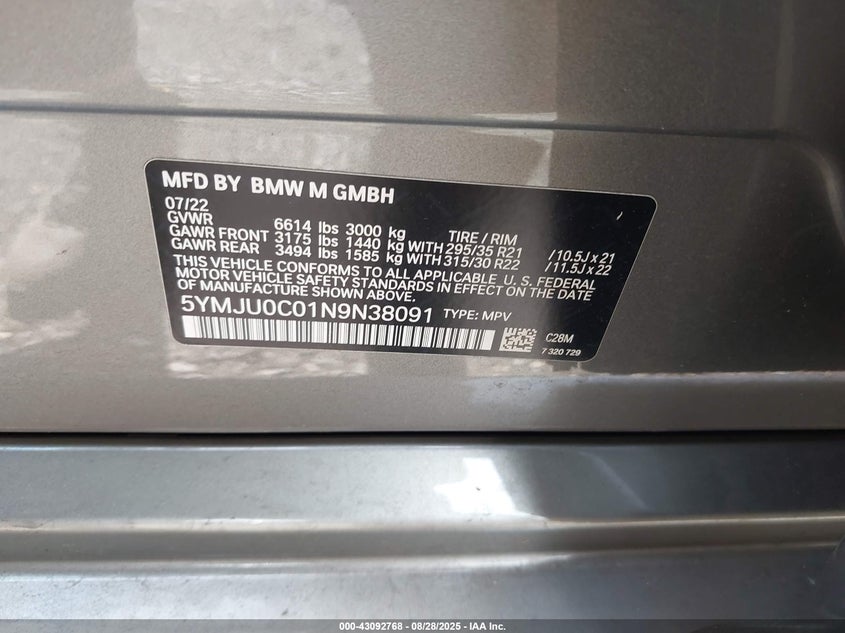 MFD BY BMW M GMBH
07/22
GVWR 6614 lbs 3000 kg TIRE / RIM
GAWR FRONT 3175 lbs 1440 kg WITH 295/35 R21 / 10.5J x 21
GAWR REAR 3494 lbs 1585 kg WITH 315/30 R22 / 11.5J x 22
THIS VEHICLE CONFORMS TO ALL APPLICABLE U. S. FEDERAL
MOTOR VEHICLE SAFETY STANDARDS IN EFFECT ON THE DATE
OF MANUFACTURE SHOWN ABOVE.
5YMJU0C01N9N38091 TYPE: MPV
C28M
7 320 729
000-43092768 - 08/28/2025 - IAA Inc.